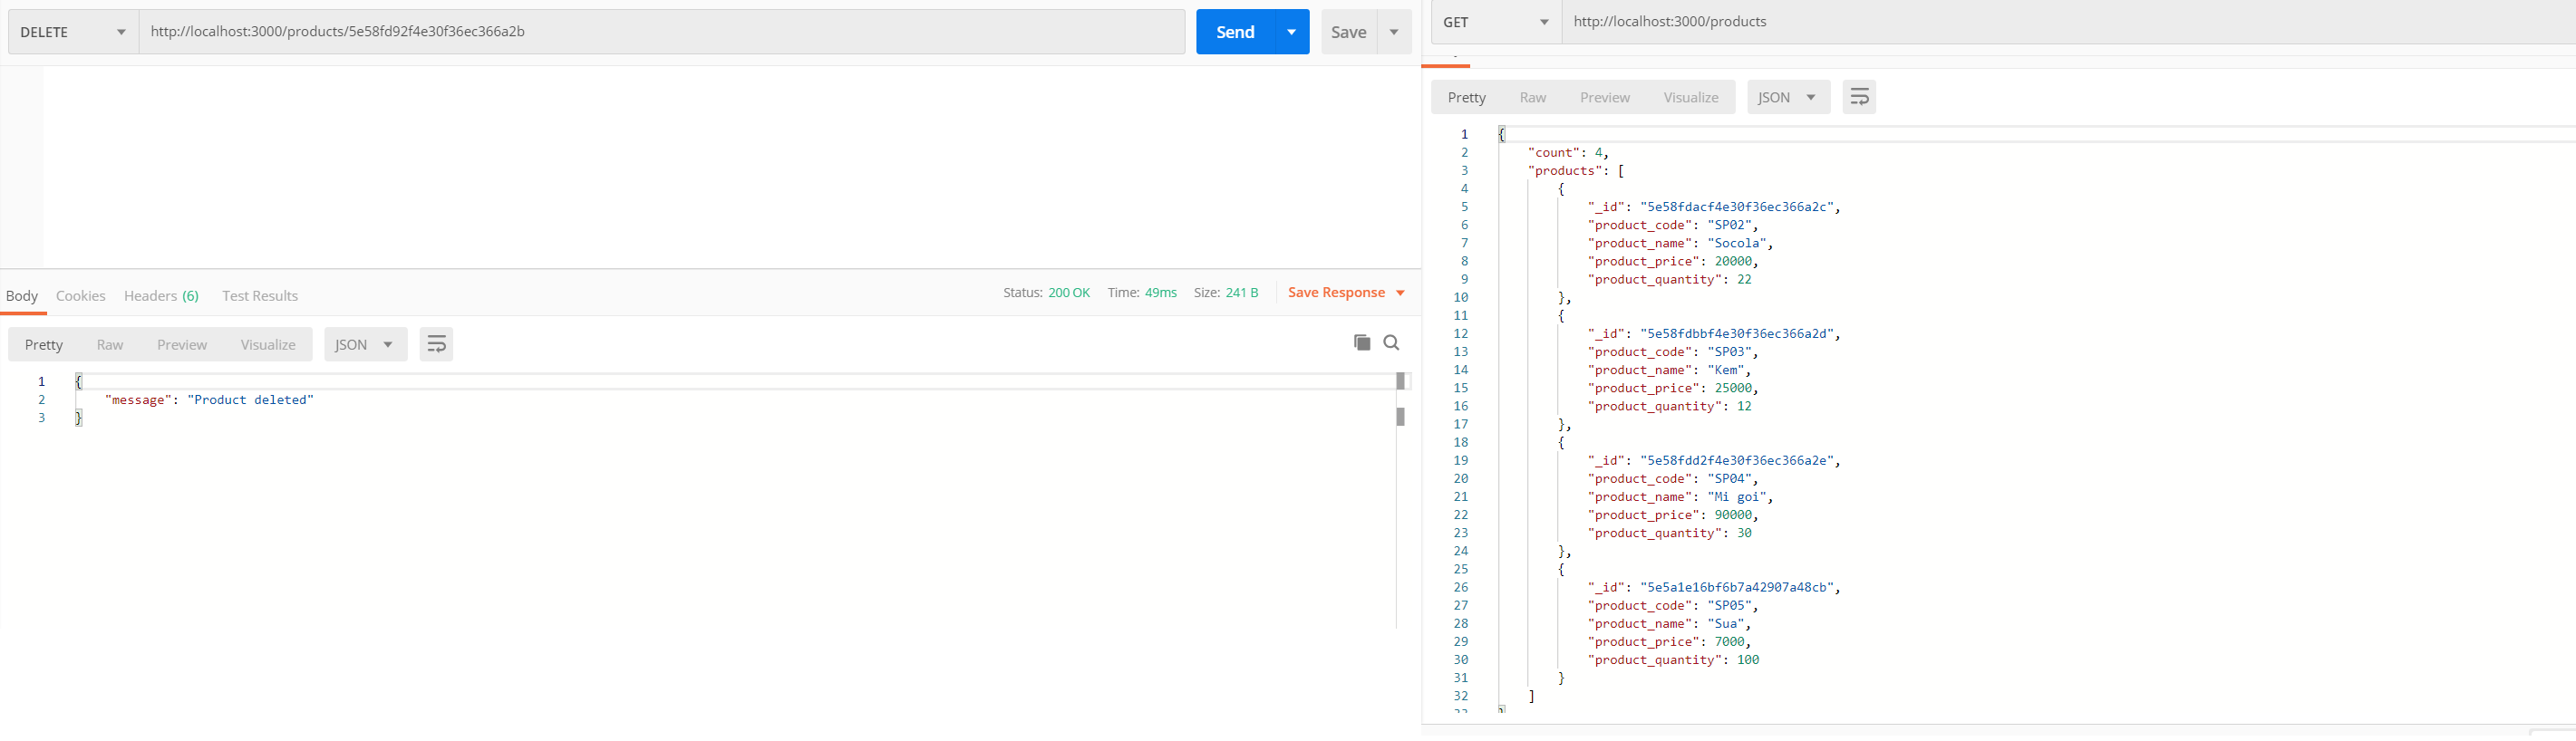 DELETE http://localhost:3000/products/5e58fd92f4e30f36ec366a2b Send Save
Body Cookies Headers (6) Test Results Status: 200 OK Time: 49ms Size: 241 B Save Response
Pretty Raw Preview Visualize JSON
1 {
2 "message": "Product deleted"
3 }
GET http://localhost:3000/products
Pretty Raw Preview Visualize JSON
1 {
2 "count": 4,
3 "products": [
4 {
5 "_id": "5e58fdacf4e30f36ec366a2c",
6 "product_code": "SP02",
7 "product_name": "Socola",
8 "product_price": 20000,
9 "product_quantity": 22
10 },
11 {
12 "_id": "5e58fdbbf4e30f36ec366a2d",
13 "product_code": "SP03",
14 "product_name": "Kem",
15 "product_price": 25000,
16 "product_quantity": 12
17 },
18 {
19 "_id": "5e58fdd2f4e30f36ec366a2e",
20 "product_code": "SP04",
21 "product_name": "Mi goi",
22 "product_price": 90000,
23 "product_quantity": 30
24 },
25 {
26 "_id": "5e5a1e16bf6b7a42907a48cb",
27 "product_code": "SP05",
28 "product_name": "Sua",
29 "product_price": 7000,
30 "product_quantity": 100
31 }
32 ]